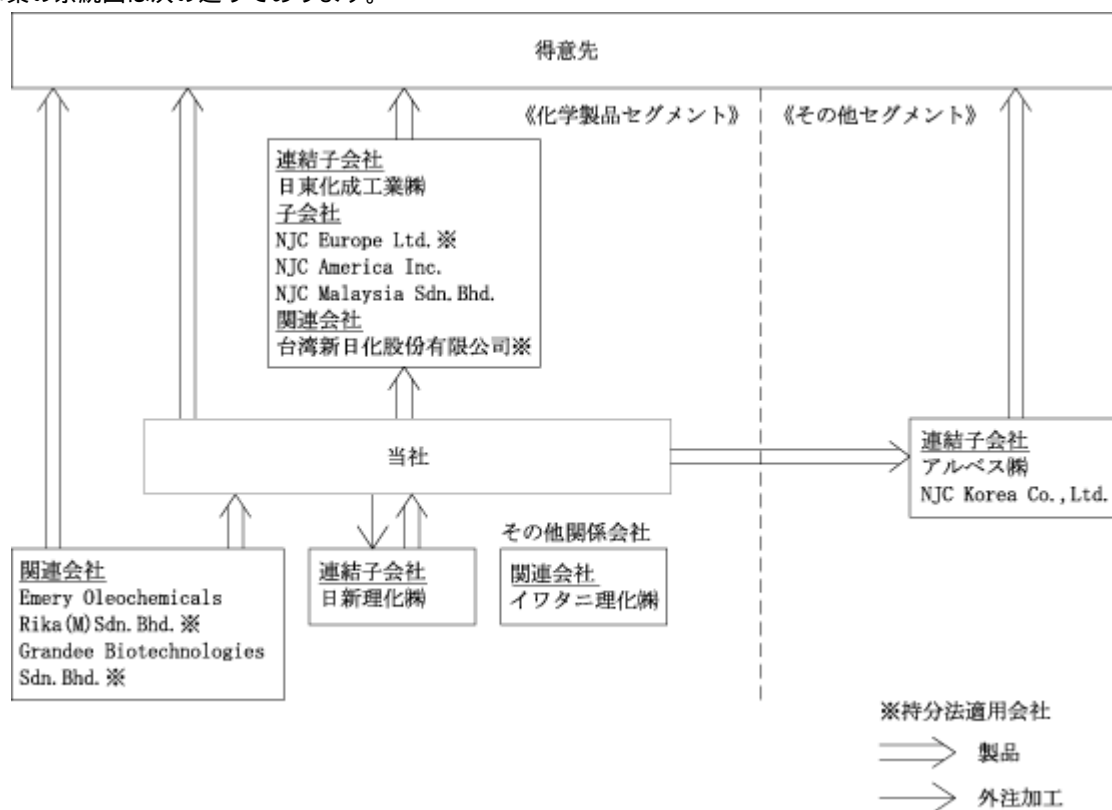 事業の系統図は次の通りであります。
得意先
《化学製品セグメント》
《その他セグメント》
連結子会社
日東化成工業㈱
子会社
NJC Europe Ltd.※
NJC America Inc.
NJC Malaysia Sdn.Bhd.
関連会社
台湾新日化股份有限公司※
当社
連結子会社
アルベス㈱
NJC Korea Co.,Ltd.
関連会社
Emery Oleochemicals
Rika(M)Sdn.Bhd.※
Grandee Biotechnologies
Sdn.Bhd.※
連結子会社
日新理化㈱
その他関係会社
関連会社
イワタニ理化㈱
※持分法適用会社
製品
外注加工